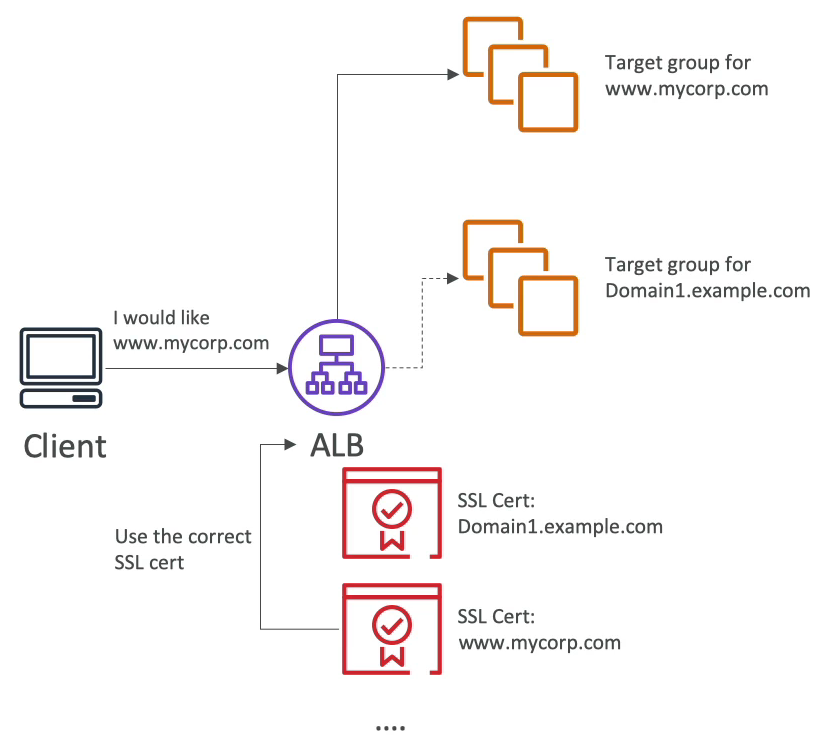 Target group for
www.mycorp.com
Target group for
Domain1.example.com
I would like
www.mycorp.com
Client
ALB
Use the correct
SSL cert
SSL Cert:
Domain1.example.com
SSL Cert:
www.mycorp.com
....